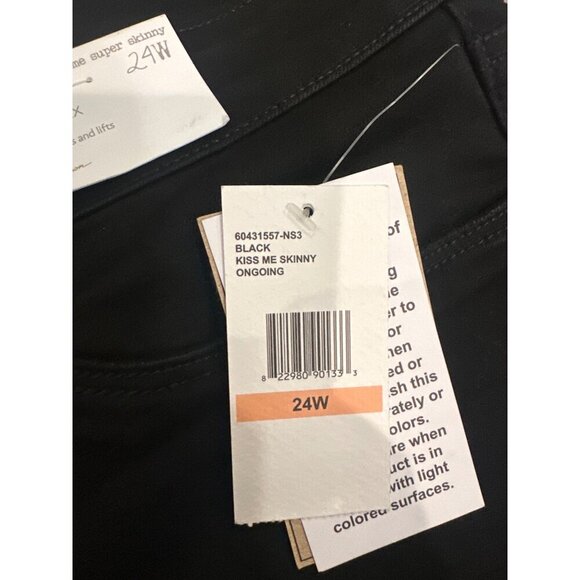 me super skinny
24W
X
s and lifts
60431557-NS3
BLACK
KISS ME SKINNY
ONGOING
8 22980 90133 3
24W
of
g
e
er to
or
hen
ed or
sh this
rately or
olors.
re when
uct is in
with light
colored surfaces.